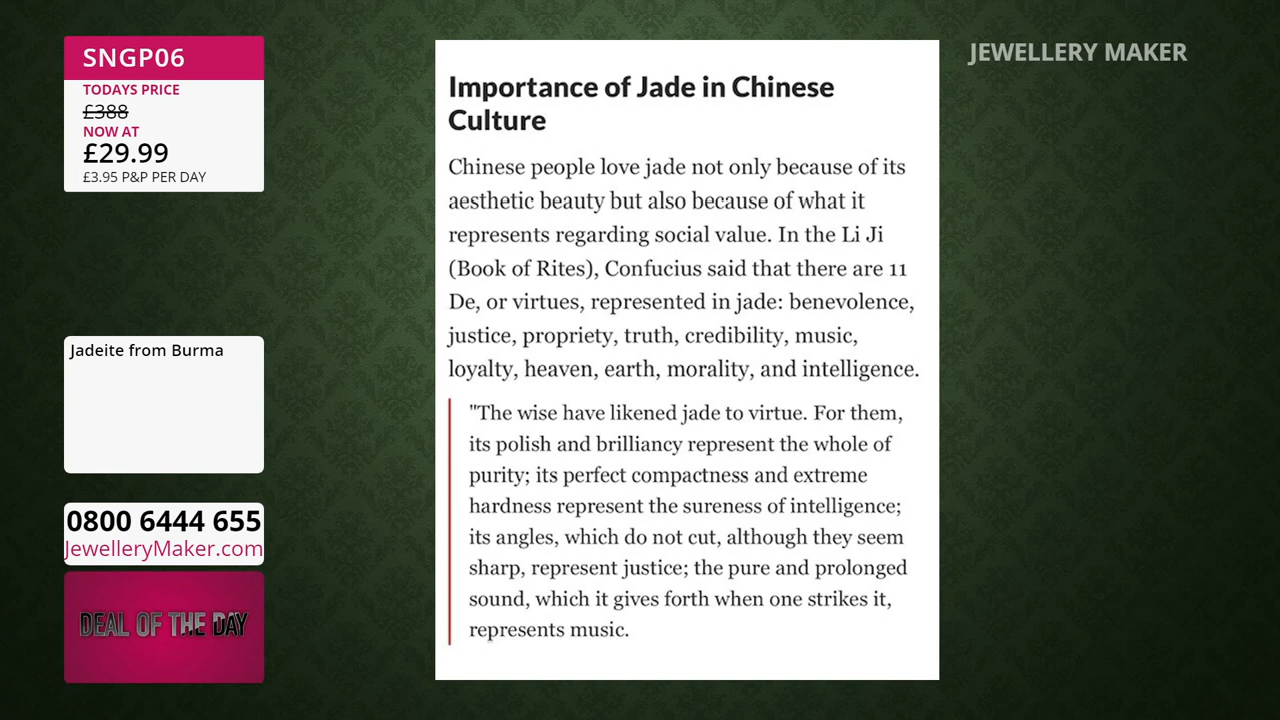 SNGP06
TODAYS PRICE
£388
NOW AT
£29.99
£3.95 P&P PER DAY
Jadeite from Burma
0800 6444 655
JewelleryMaker.com
DEAL OF THE DAY
Importance of Jade in Chinese
Culture
Chinese people love jade not only because of its
aesthetic beauty but also because of what it
represents regarding social value. In the Li Ji
(Book of Rites), Confucius said that there are 11
De, or virtues, represented in jade: benevolence,
justice, propriety, truth, credibility, music,
loyalty, heaven, earth, morality, and intelligence.
"The wise have likened jade to virtue. For them,
its polish and brilliancy represent the whole of
purity; its perfect compactness and extreme
hardness represent the sureness of intelligence;
its angles, which do not cut, although they seem
sharp, represent justice; the pure and prolonged
sound, which it gives forth when one strikes it,
represents music.
JEWELLERY MAKER